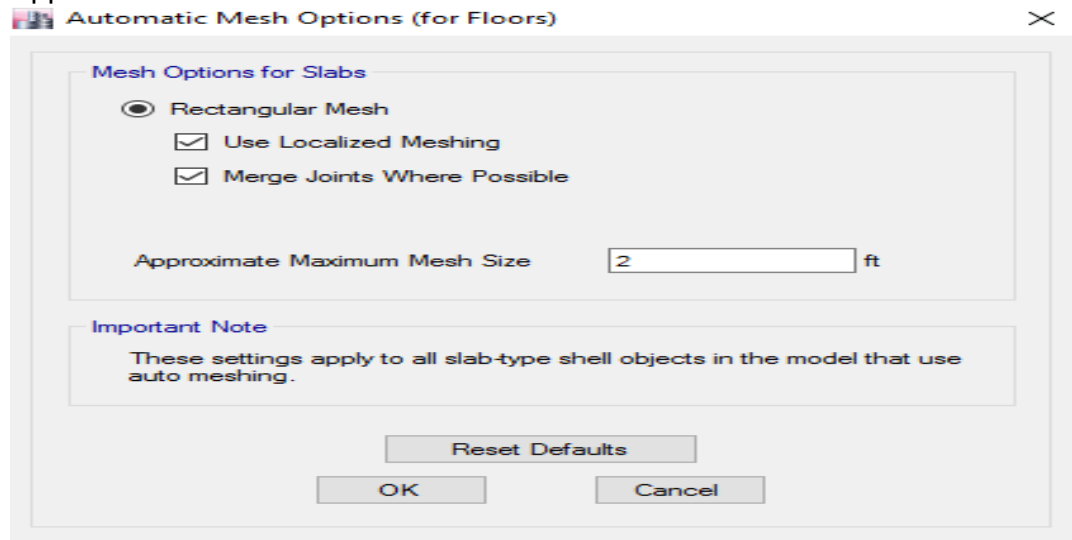 Automatic Mesh Options (for Floors)
Mesh Options for Slabs
Rectangular Mesh
Use Localized Meshing
Merge Joints Where Possible
Approximate Maximum Mesh Size 2 ft
Important Note
These settings apply to all slab-type shell objects in the model that use
auto meshing.
Reset Defaults
OK Cancel